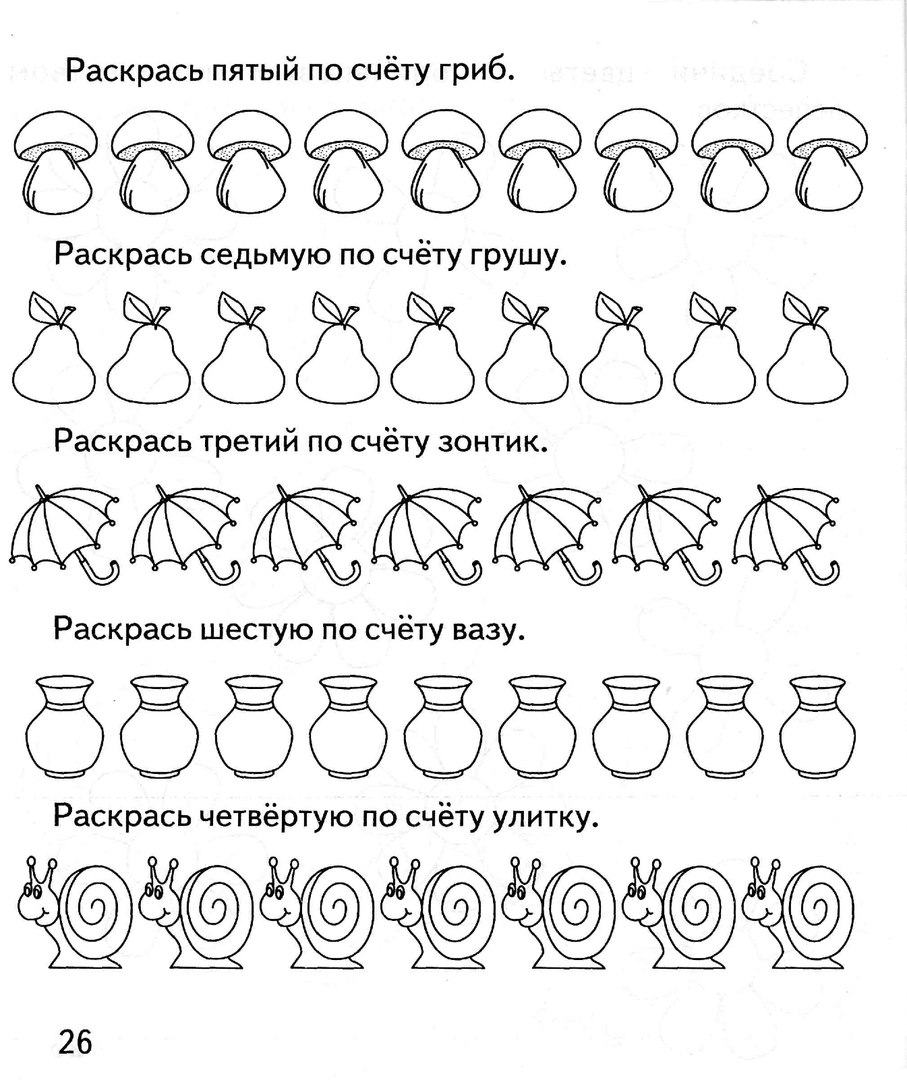 Раскрась пятый по счёту гриб.
Раскрась седьмую по счёту грушу.
Раскрась третий по счёту зонтик.
Раскрась шестую по счёту вазу.
Раскрась четвёртую по счёту улитку.
26